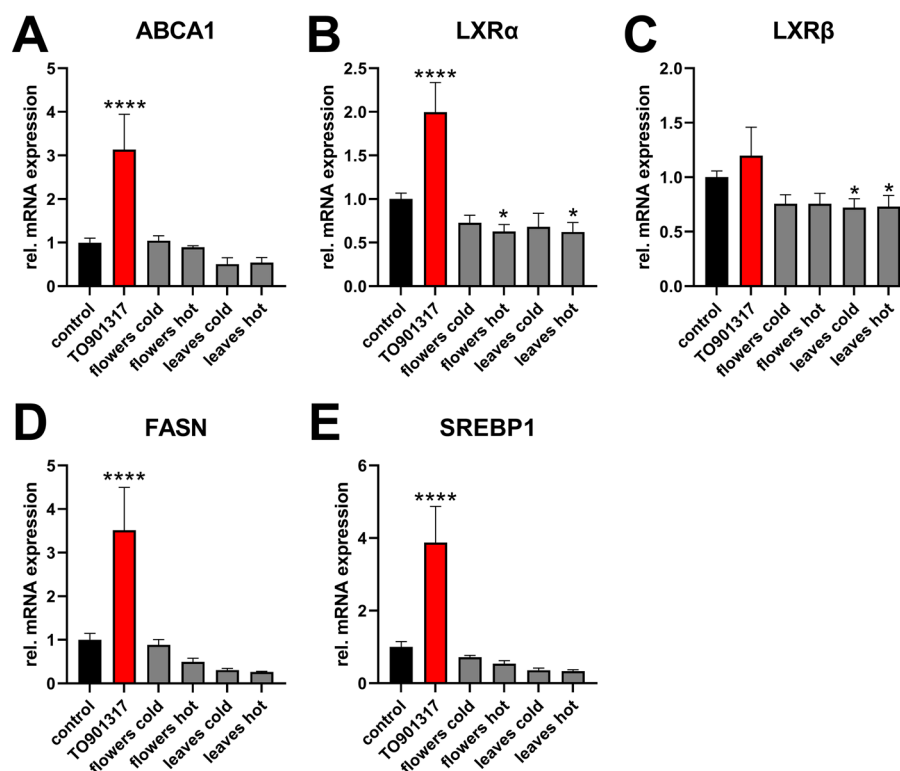 A
ABCA1
rel. mRNA expression
5
4
3
2
1
0
****
control
TO901317
flowers cold
flowers hot
leaves cold
leaves hot
B
LXRα
rel. mRNA expression
2.5
2.0
1.5
1.0
0.5
0.0
****
*
*
control
TO901317
flowers cold
flowers hot
leaves cold
leaves hot
C
LXRβ
rel. mRNA expression
2.0
1.5
1.0
0.5
0.0
*
*
control
TO901317
flowers cold
flowers hot
leaves cold
leaves hot
D
FASN
rel. mRNA expression
5
4
3
2
1
0
****
control
TO901317
flowers cold
flowers hot
leaves cold
leaves hot
E
SREBP1
rel. mRNA expression
6
4
2
0
****
control
TO901317
flowers cold
flowers hot
leaves cold
leaves hot